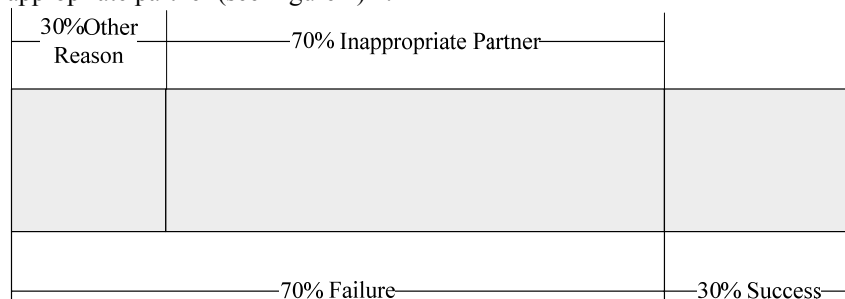 30%Other
Reason
70% Inappropriate Partner
70% Failure
30% Success